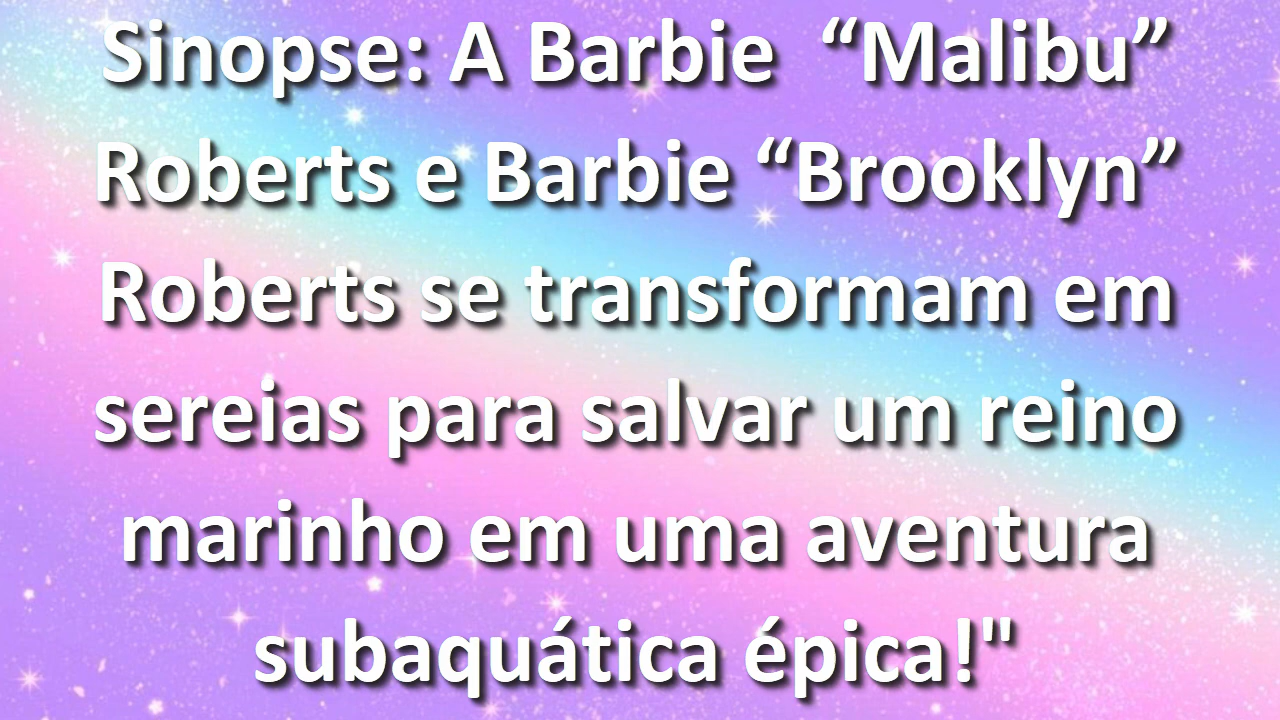 Sinopse: A Barbie  “Malibu”
Roberts e Barbie “Brooklyn”
Roberts se transformam em
sereias para salvar um reino
marinho em uma aventura
subaquática épica!"